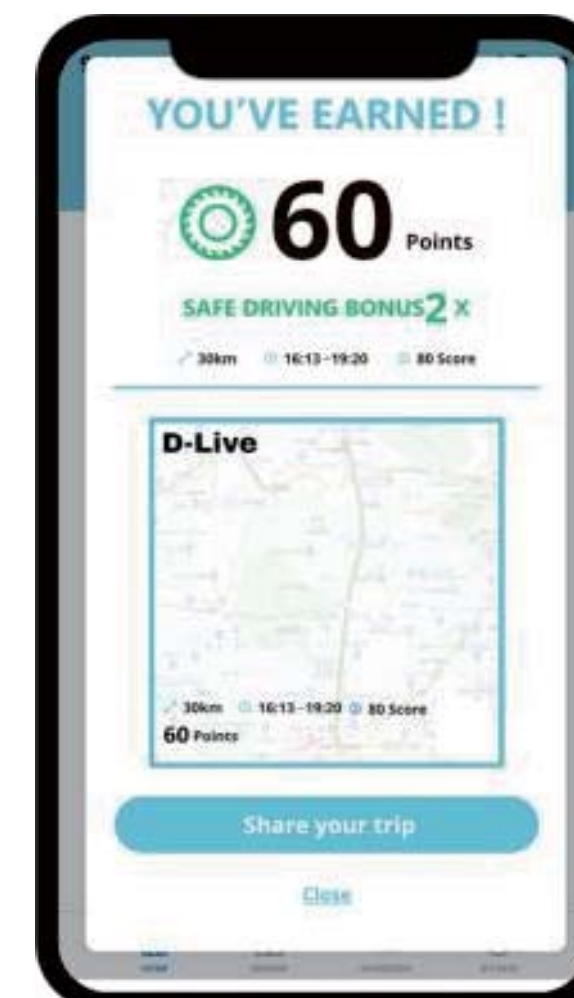 YOU'VE EARNED !
60 Points
SAFE DRIVING BONUS 2 X
30km 16:13 - 19:20 80 Score
D-Live
30km 16:13 - 19:20 80 Score
60 Points
Share your trip
Close